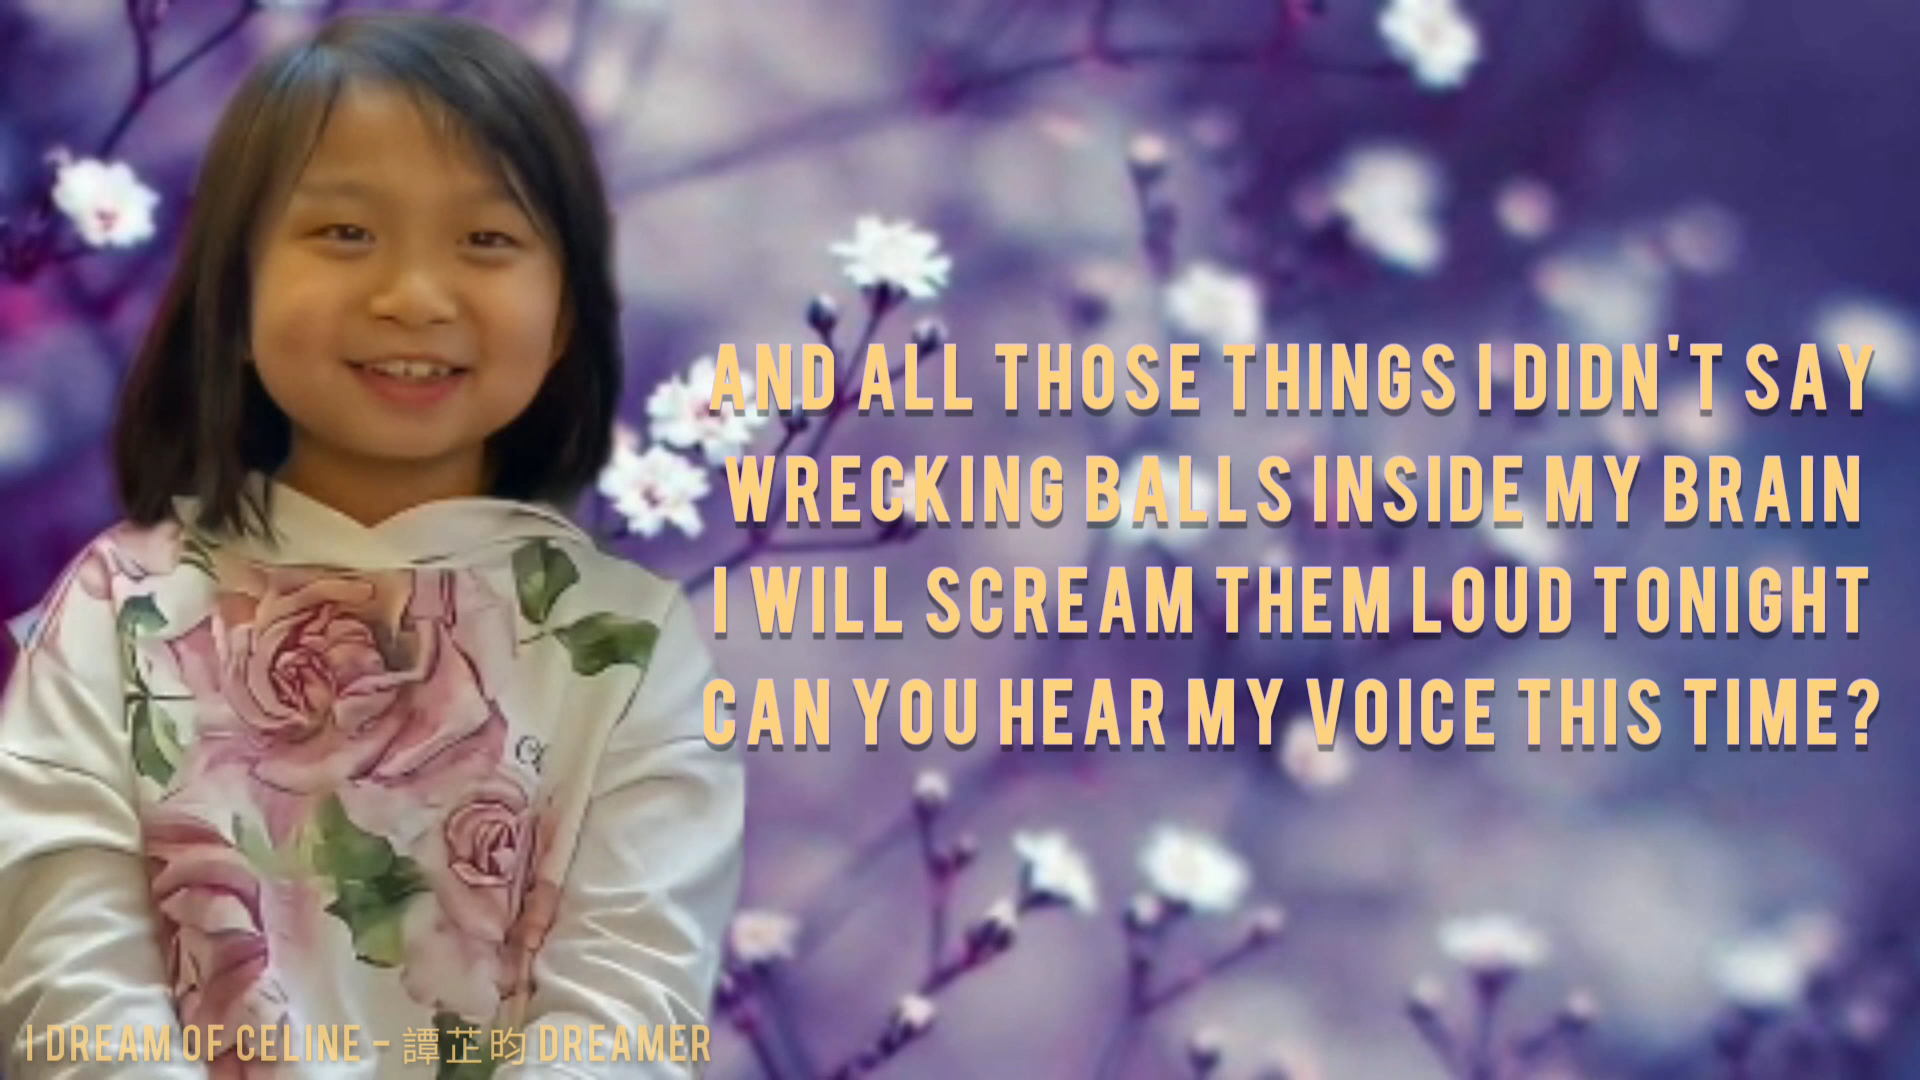 AND ALL THOSE THINGS I DIDN'T SAY
WRECKING BALLS INSIDE MY BRAIN
I WILL SCREAM THEM LOUD TONIGHT
CAN YOU HEAR MY VOICE THIS TIME?
I DREAM OF CELINE - 譚芷昀 DREAMER